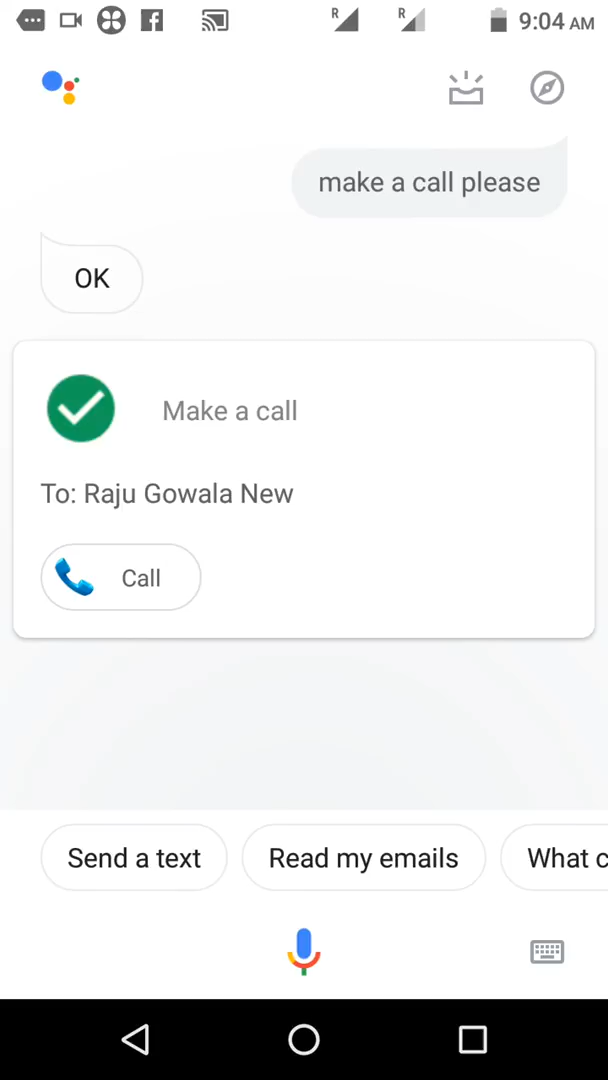 R R 9:04 AM
make a call please
OK
Make a call
To: Raju Gowala New
Call
Send a text Read my emails What c